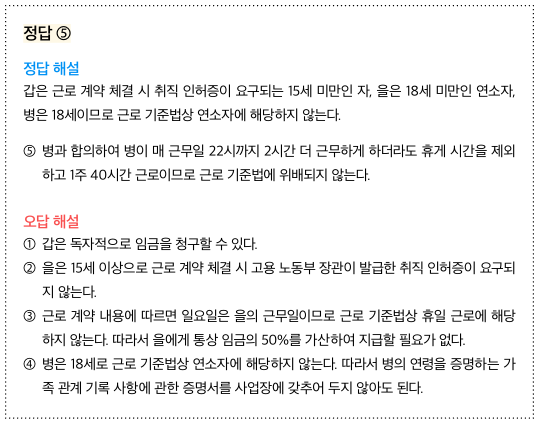 정답 ⑤
정답 해설
갑은 근로 계약 체결 시 취직 인허증이 요구되는 15세 미만인 자, 을은 18세 미만인 연소자,
병은 18세이므로 근로 기준법상 연소자에 해당하지 않는다.
⑤ 병과 합의하여 병이 매 근무일 22시까지 2시간 더 근무하게 하더라도 휴게 시간을 제외
하고 1주 40시간 근로이므로 근로 기준법에 위배되지 않는다.
오답 해설
① 갑은 독자적으로 임금을 청구할 수 있다.
② 을은 15세 이상으로 근로 계약 체결 시 고용 노동부 장관이 발급한 취직 인허증이 요구되
지 않는다.
③ 근로 계약 내용에 따르면 일요일은 을의 근무일이므로 근로 기준법상 휴일 근로에 해당
하지 않는다. 따라서 을에게 통상 임금의 50%를 가산하여 지급할 필요가 없다.
④ 병은 18세로 근로 기준법상 연소자에 해당하지 않는다. 따라서 병의 연령을 증명하는 가
족 관계 기록 사항에 관한 증명서를 사업장에 갖추어 두지 않아도 된다.